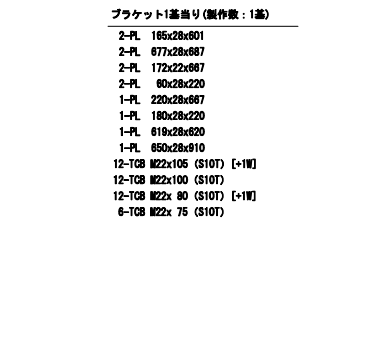 ブラケット1基当り(製作数：1基)
2-PL 165x28x601
2-PL 677x28x687
2-PL 172x22x667
2-PL 60x28x220
1-PL 220x28x667
1-PL 180x28x220
1-PL 619x28x620
1-PL 650x28x910
12-TCB M22x105 (S10T) [+1W]
12-TCB M22x100 (S10T)
12-TCB M22x 80 (S10T) [+1W]
6-TCB M22x 75 (S10T)